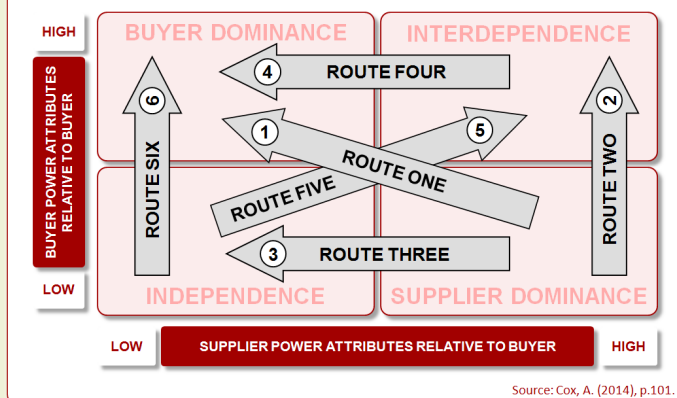 HIGH
BUYER DOMINANCE
INTERDEPENDENCE
4
ROUTE FOUR
6
ROUTE SIX
1
ROUTE ONE
5
ROUTE FIVE
2
ROUTE TWO
BUYER POWER ATTRIBUTES
RELATIVE TO BUYER
3
ROUTE THREE
LOW
INDEPENDENCE
SUPPLIER DOMINANCE
LOW
SUPPLIER POWER ATTRIBUTES RELATIVE TO BUYER
HIGH
Source: Cox, A. (2014), p.101.